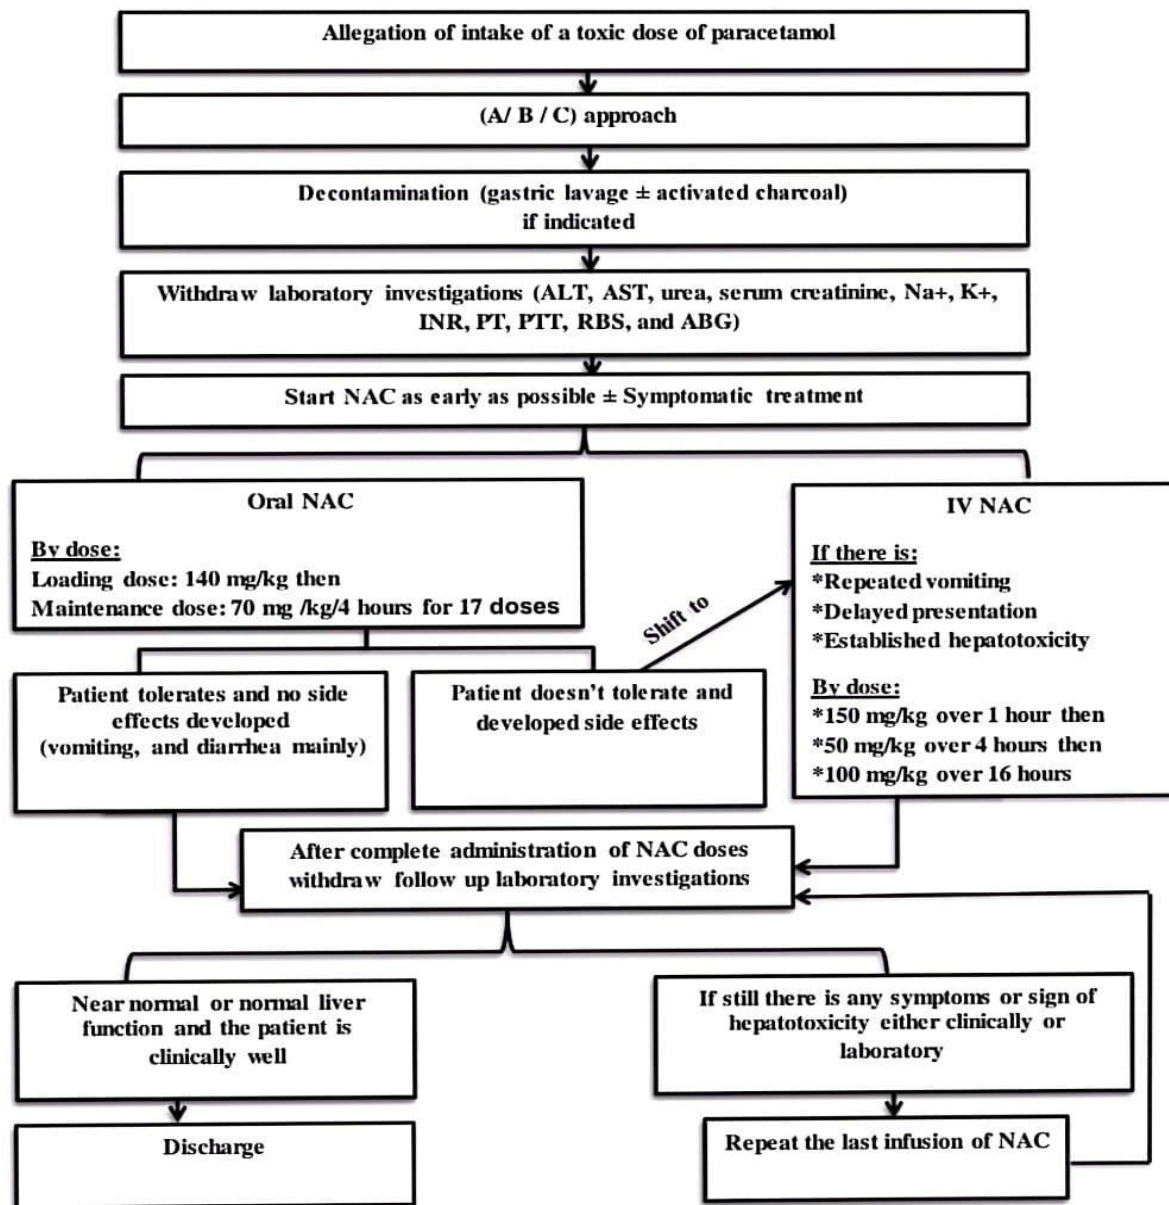 Allegation of intake of a toxic dose of paracetamol
(A/ B / C) approach
Decontamination (gastric lavage ± activated charcoal)
if indicated
Withdraw laboratory investigations (ALT, AST, urea, serum creatinine, Na+, K+,
INR, PT, PTT, RBS, and ABG)
Start NAC as early as possible ± Symptomatic treatment
Oral NAC
By dose:
Loading dose: 140 mg/kg then
Maintenance dose: 70 mg /kg/4 hours for 17 doses
Shift to
IV NAC
If there is:
*Repeated vomiting
*Delayed presentation
*Established hepatotoxicity
By dose:
*150 mg/kg over 1 hour then
*50 mg/kg over 4 hours then
*100 mg/kg over 16 hours
Patient tolerates and no side
effects developed
(vomiting, and diarrhea mainly)
Patient doesn't tolerate and
developed side effects
After complete administration of NAC doses
withdraw follow up laboratory investigations
Near normal or normal liver
function and the patient is
clinically well
If still there is any symptoms or sign of
hepatotoxicity either clinically or
laboratory
Discharge
Repeat the last infusion of NAC